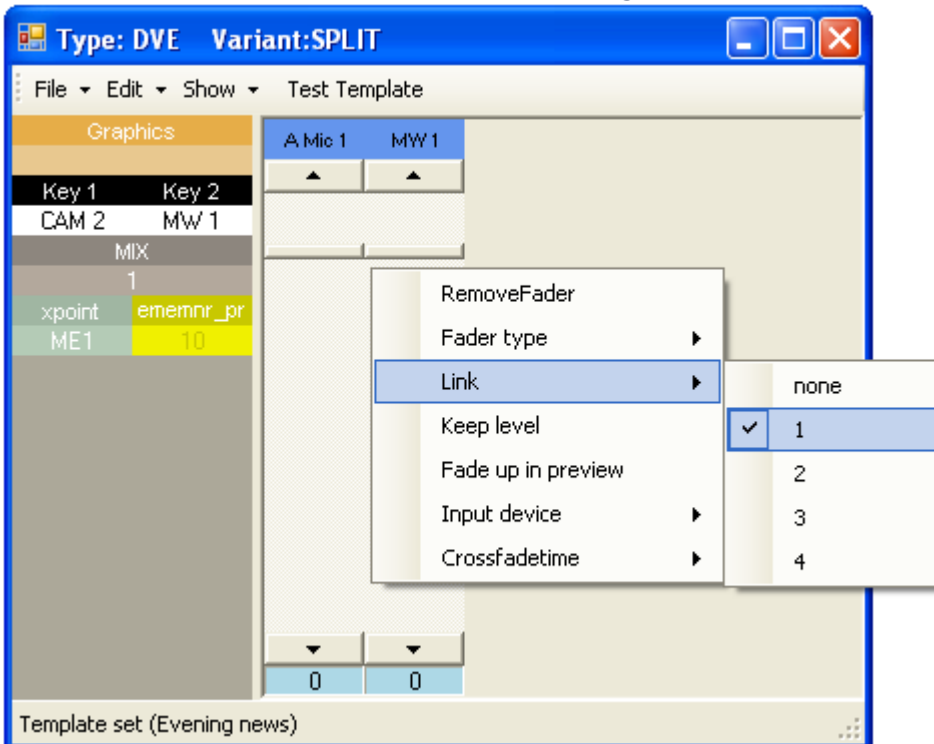 Type: DVE Variant:SPLIT
File Edit Show Test Template
Graphics
A Mic 1 MW 1
Key 1 Key 2
CAM 2 MW 1
MIX
1
xpoint ememnr_pr
ME1 10
RemoveFader
Fader type
Link
Keep level
Fade up in preview
Input device
Crossfadetime
none
1
2
3
4
0 0
Template set (Evening news)